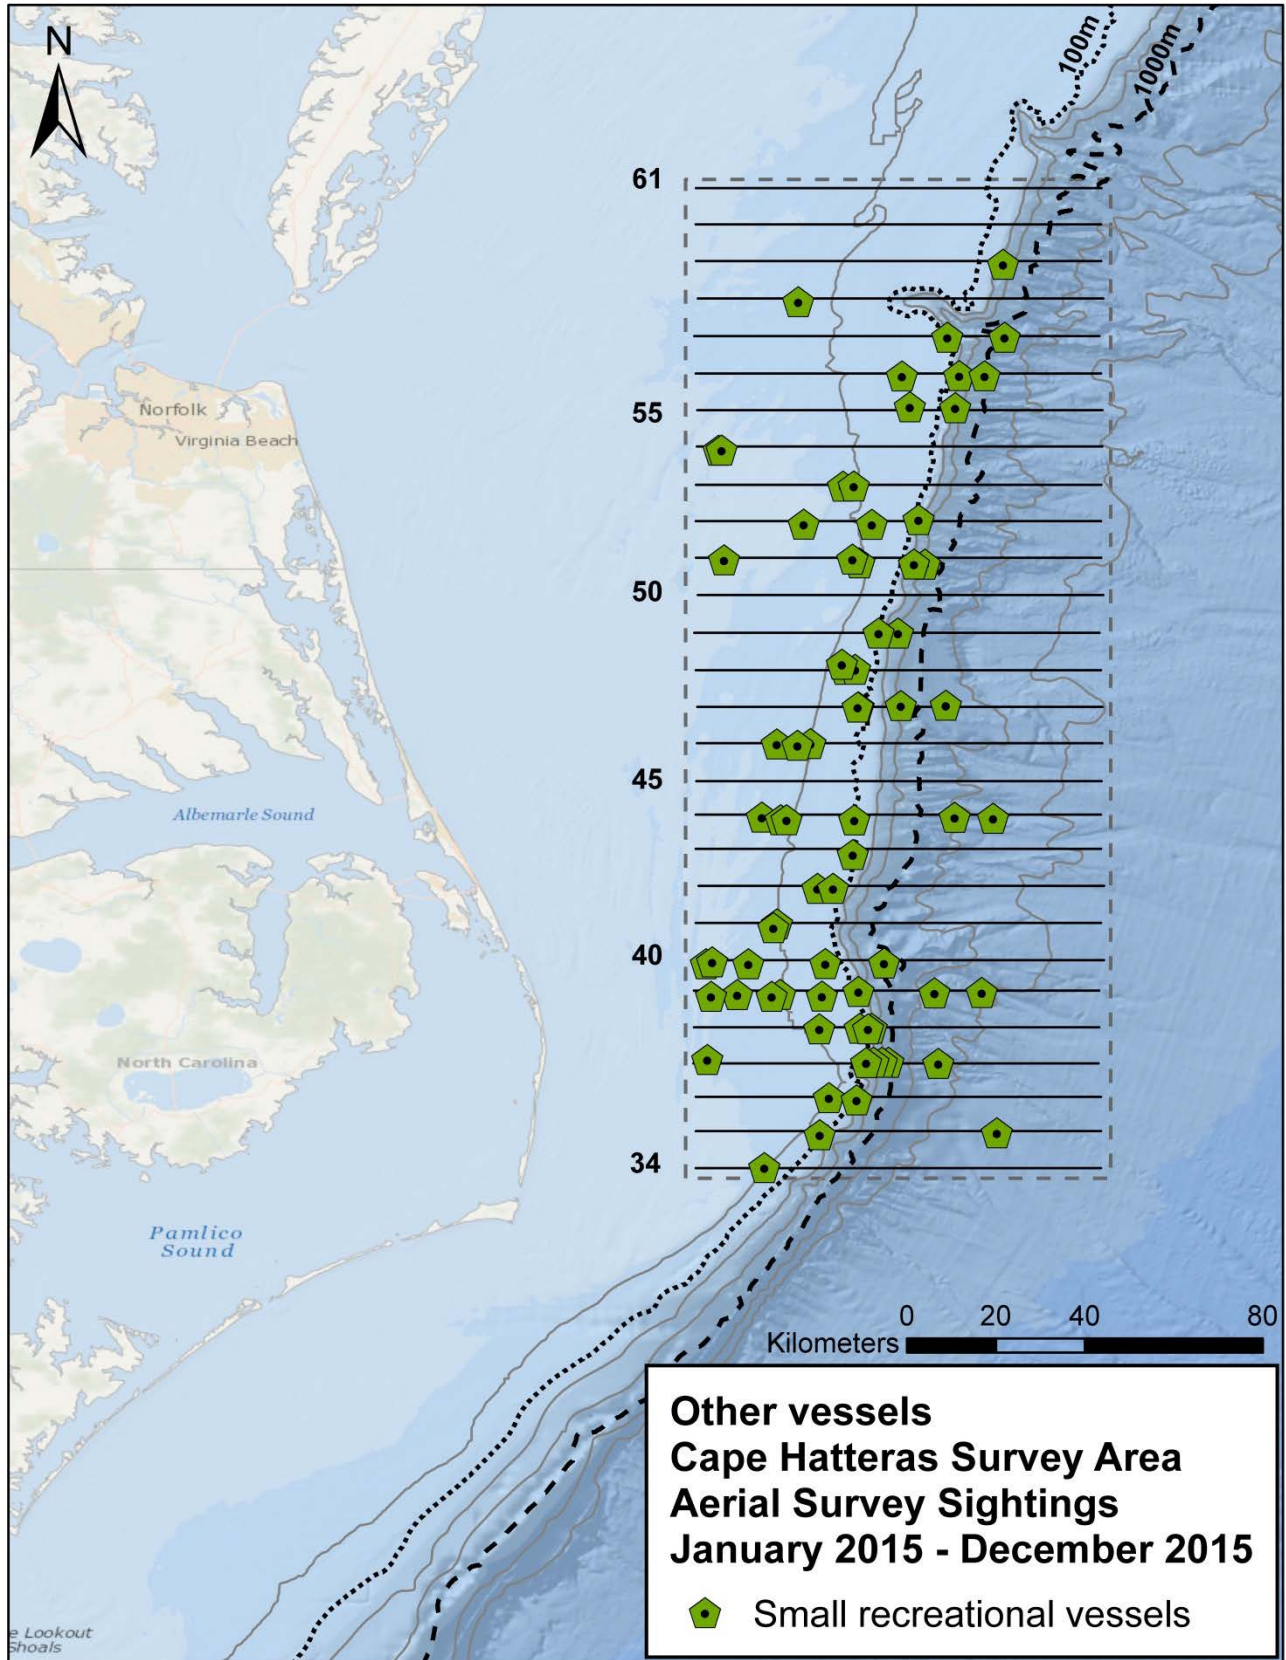 N
100m
1000m
61
Norfolk
Virginia Beach
55
50
45
Albemarle Sound
40
North Carolina
34
Pamlico
Sound
0 20 40 80
Kilometers
Other vessels
Cape Hatteras Survey Area
Aerial Survey Sightings
January 2015 - December 2015
Small recreational vessels
e Lookout
Shoals